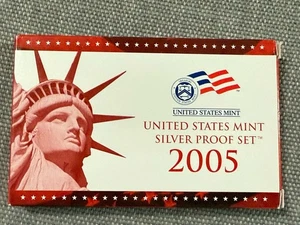 UNITED STATES MINT
UNITED STATES MINT
SILVER PROOF SET™
2005